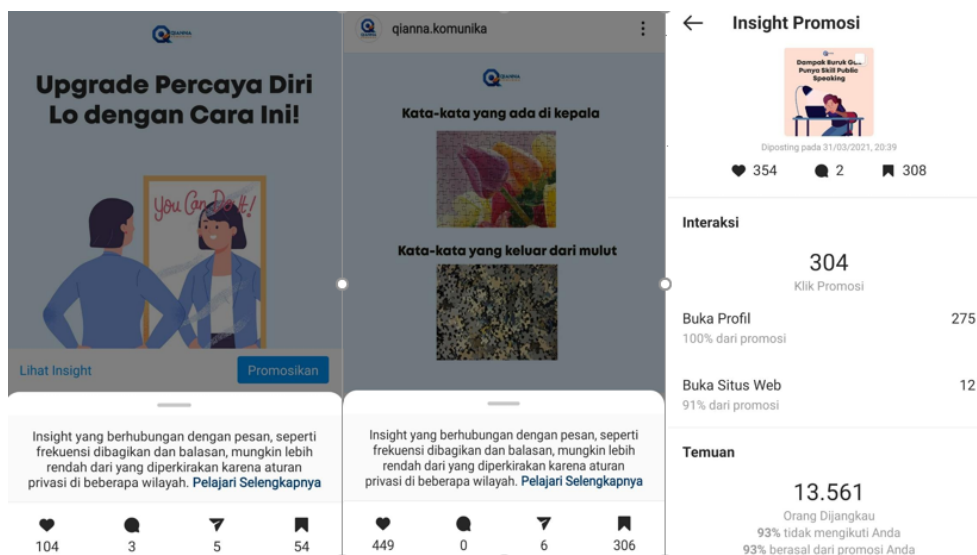 QIANNA
Upgrade Percaya Diri
Lo dengan Cara Ini!
You Can Do It!
Lihat Insight
Promosikan
Insight yang berhubungan dengan pesan, seperti
frekuensi dibagikan dan balasan, mungkin lebih
rendah dari yang diperkirakan karena aturan
privasi di beberapa wilayah. Pelajari Selengkapnya
104 3 5 54
qianna.komunika
QIANNA
Kata-kata yang ada di kepala
Kata-kata yang keluar dari mulut
Insight yang berhubungan dengan pesan, seperti
frekuensi dibagikan dan balasan, mungkin lebih
rendah dari yang diperkirakan karena aturan
privasi di beberapa wilayah. Pelajari Selengkapnya
449 0 6 306
Insight Promosi
Dampak Buruk
Punya Skill Public
Speaking
Diposting pada 31/03/2021, 20:39
354 2 308
Interaksi
304
Klik Promosi
Buka Profil 275
100% dari promosi
Buka Situs Web 12
91% dari promosi
Temuan
13.561
Orang Dijangkau
93% tidak mengikuti Anda
93% berasal dari promosi Anda